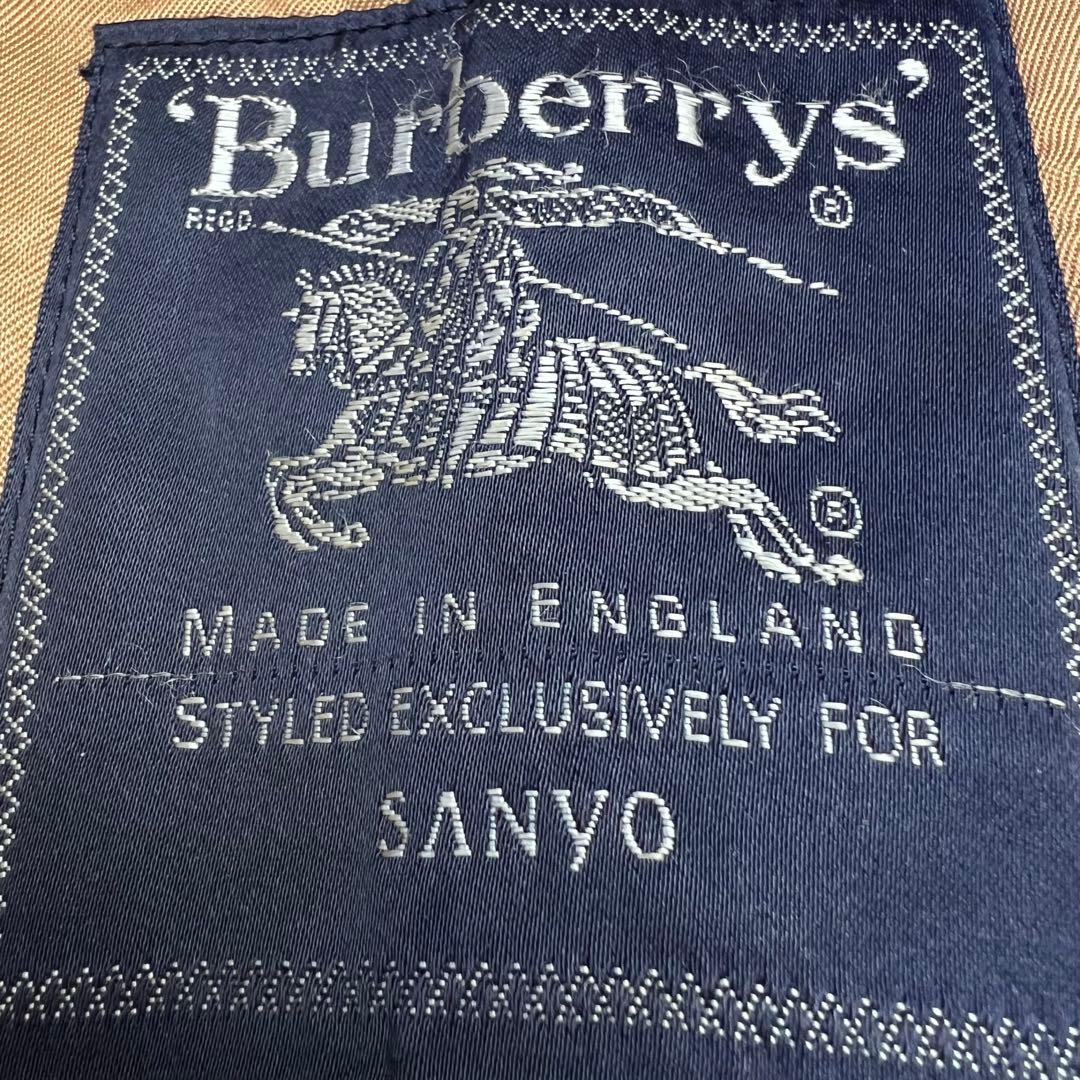 ‘Burberrys’
REGD. ®
®
MADE IN ENGLAND
STYLED EXCLUSIVELY FOR
SANYO